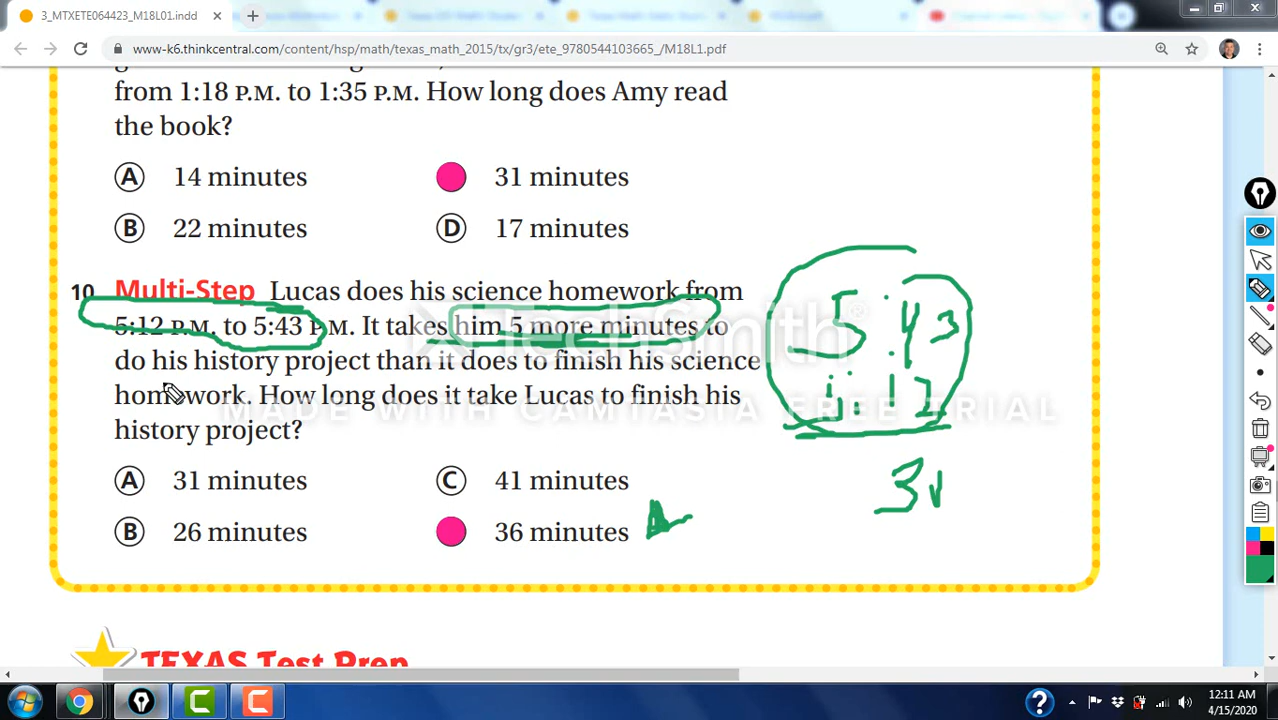 3_MTXETE064423_M18L01.indd
www-k6.thinkcentral.com/content/hsp/math/texas_math_2015/tx/gr3/ete_9780544103665_/M18L1.pdf
from 1:18 P.M. to 1:35 P.M. How long does Amy read
the book?
A 14 minutes 31 minutes
B 22 minutes D 17 minutes
10 Multi-Step Lucas does his science homework from
5:12 P.M. to 5:43 P.M. It takes him 5 more minutes to
do his history project than it does to finish his science
homework. How long does it take Lucas to finish his
history project?
A 31 minutes C 41 minutes
B 26 minutes 36 minutes
5:43
12
3
TechSmith
MADE WITH CAMTASIA FREE TRIAL
TEXAS Test Prep
12:11 AM
4/15/2020